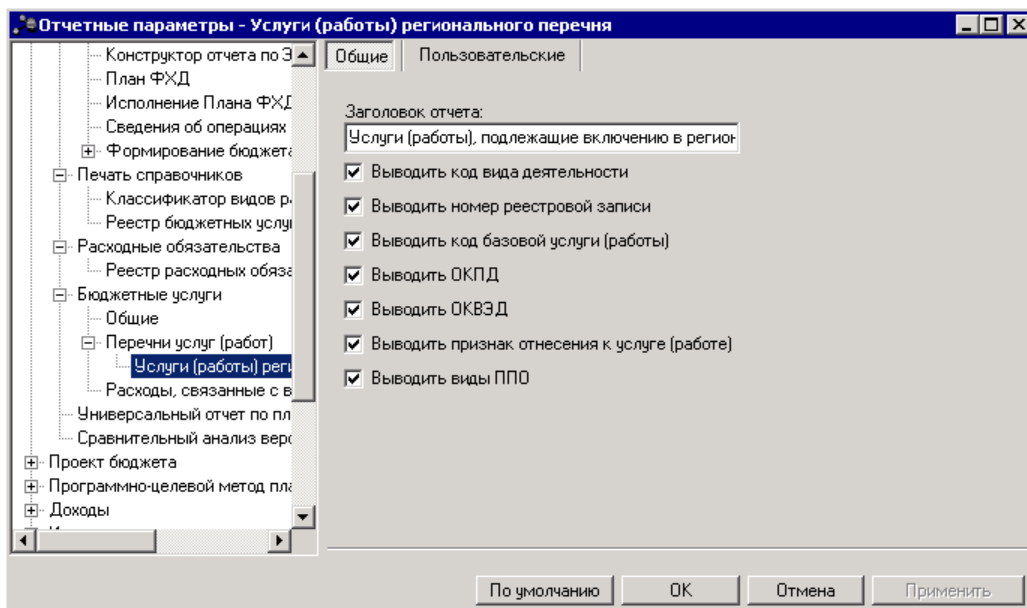 Отчетные параметры - Услуги (работы) регионального перечня
Конструктор отчета по Э
План ФХД
Исполнение Плана ФХД
Сведения об операциях
Формирование бюджета
Печать справочников
Классификатор видов р
Реестр бюджетных услу
Расходные обязательства
Реестр расходных обяза
Бюджетные услуги
Общие
Перечни услуг (работ)
Услуги (работы) реги
Расходы, связанные с в
Универсальный отчет по пл
Сравнительный анализ верс
Проект бюджета
Программно-целевой метод пла
Доходы
Общие
Пользовательские
Заголовок отчета:
Услуги (работы), подлежащие включению в регион
Выводить код вида деятельности
Выводить номер реестровой записи
Выводить код базовой услуги (работы)
Выводить ОКПД
Выводить ОКВЭД
Выводить признак отнесения к услуге (работе)
Выводить виды ППО
По умолчанию
OK
Отмена
Применить